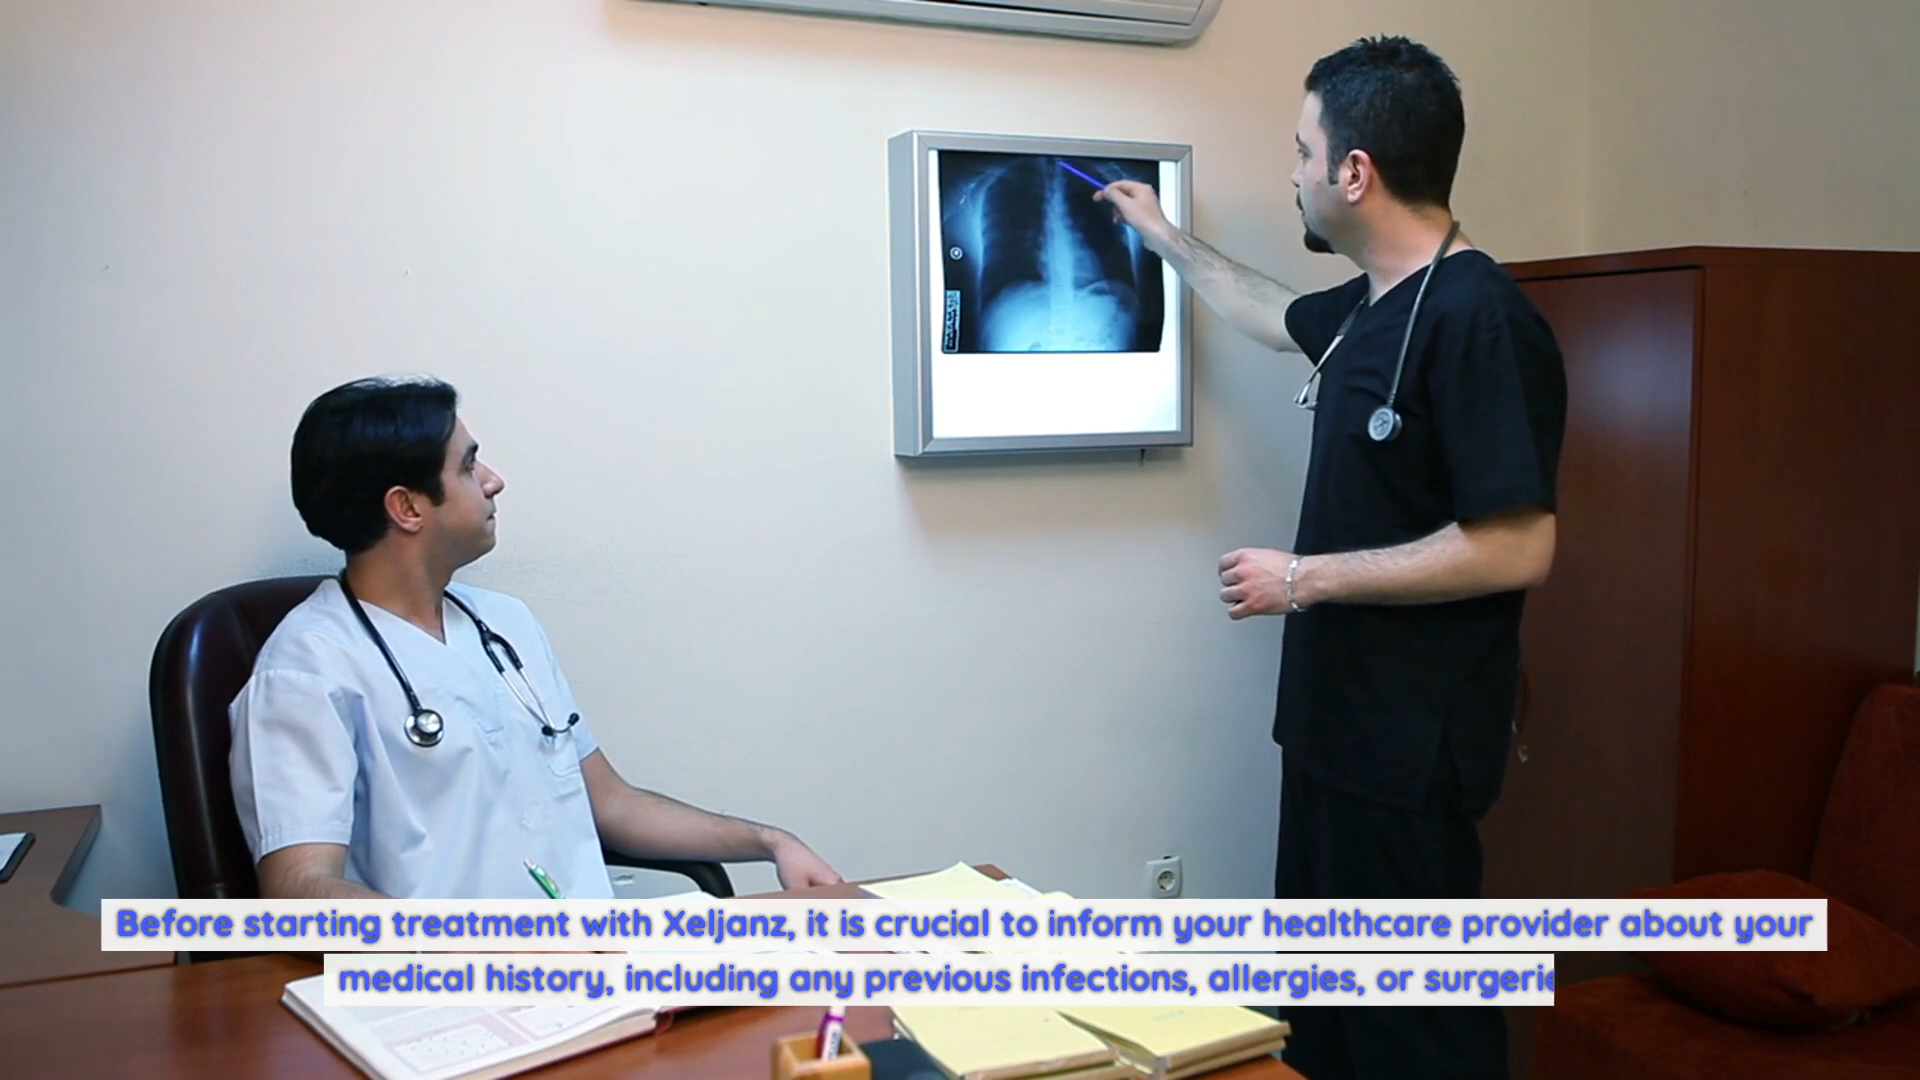 Before starting treatment with Xeljanz, it is crucial to inform your healthcare provider about your
medical history, including any previous infections, allergies, or surgerie